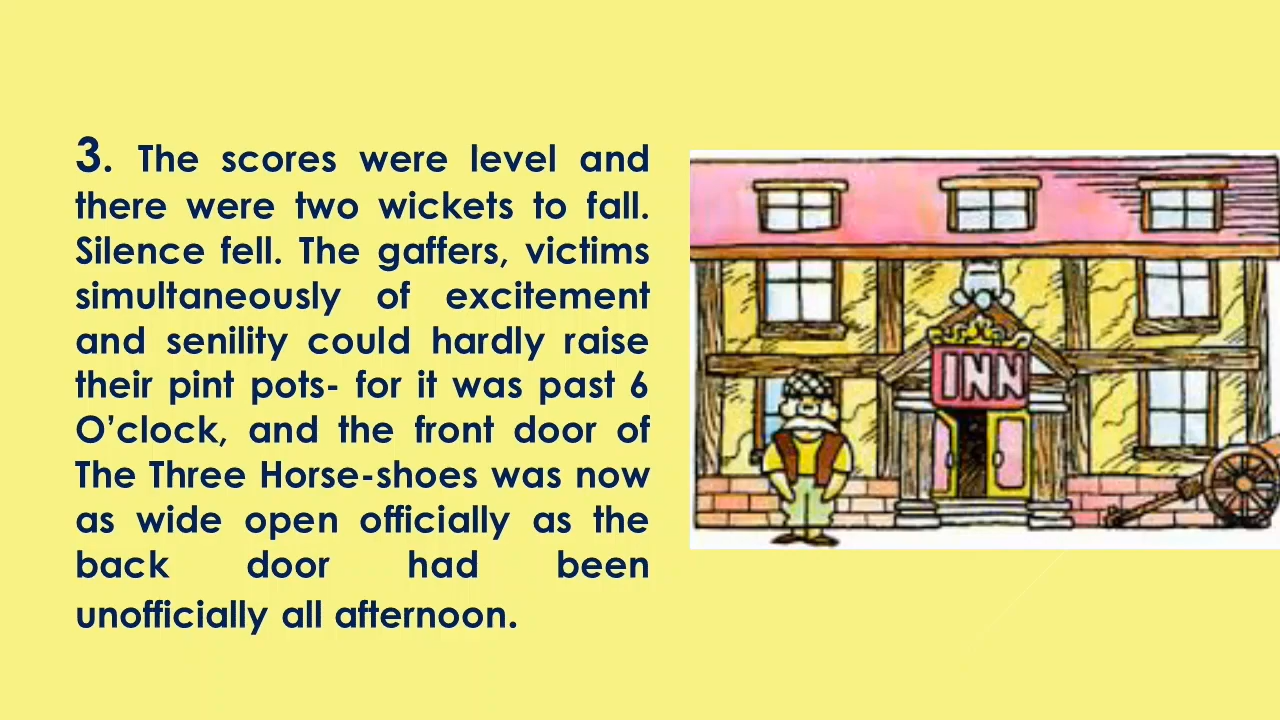 3. The scores were level and
there were two wickets to fall.
Silence fell. The gaffers, victims
simultaneously of excitement
and senility could hardly raise
their pint pots- for it was past 6
O’clock, and the front door of
The Three Horse-shoes was now
as wide open officially as the
back door had been
unofficially all afternoon.
INN